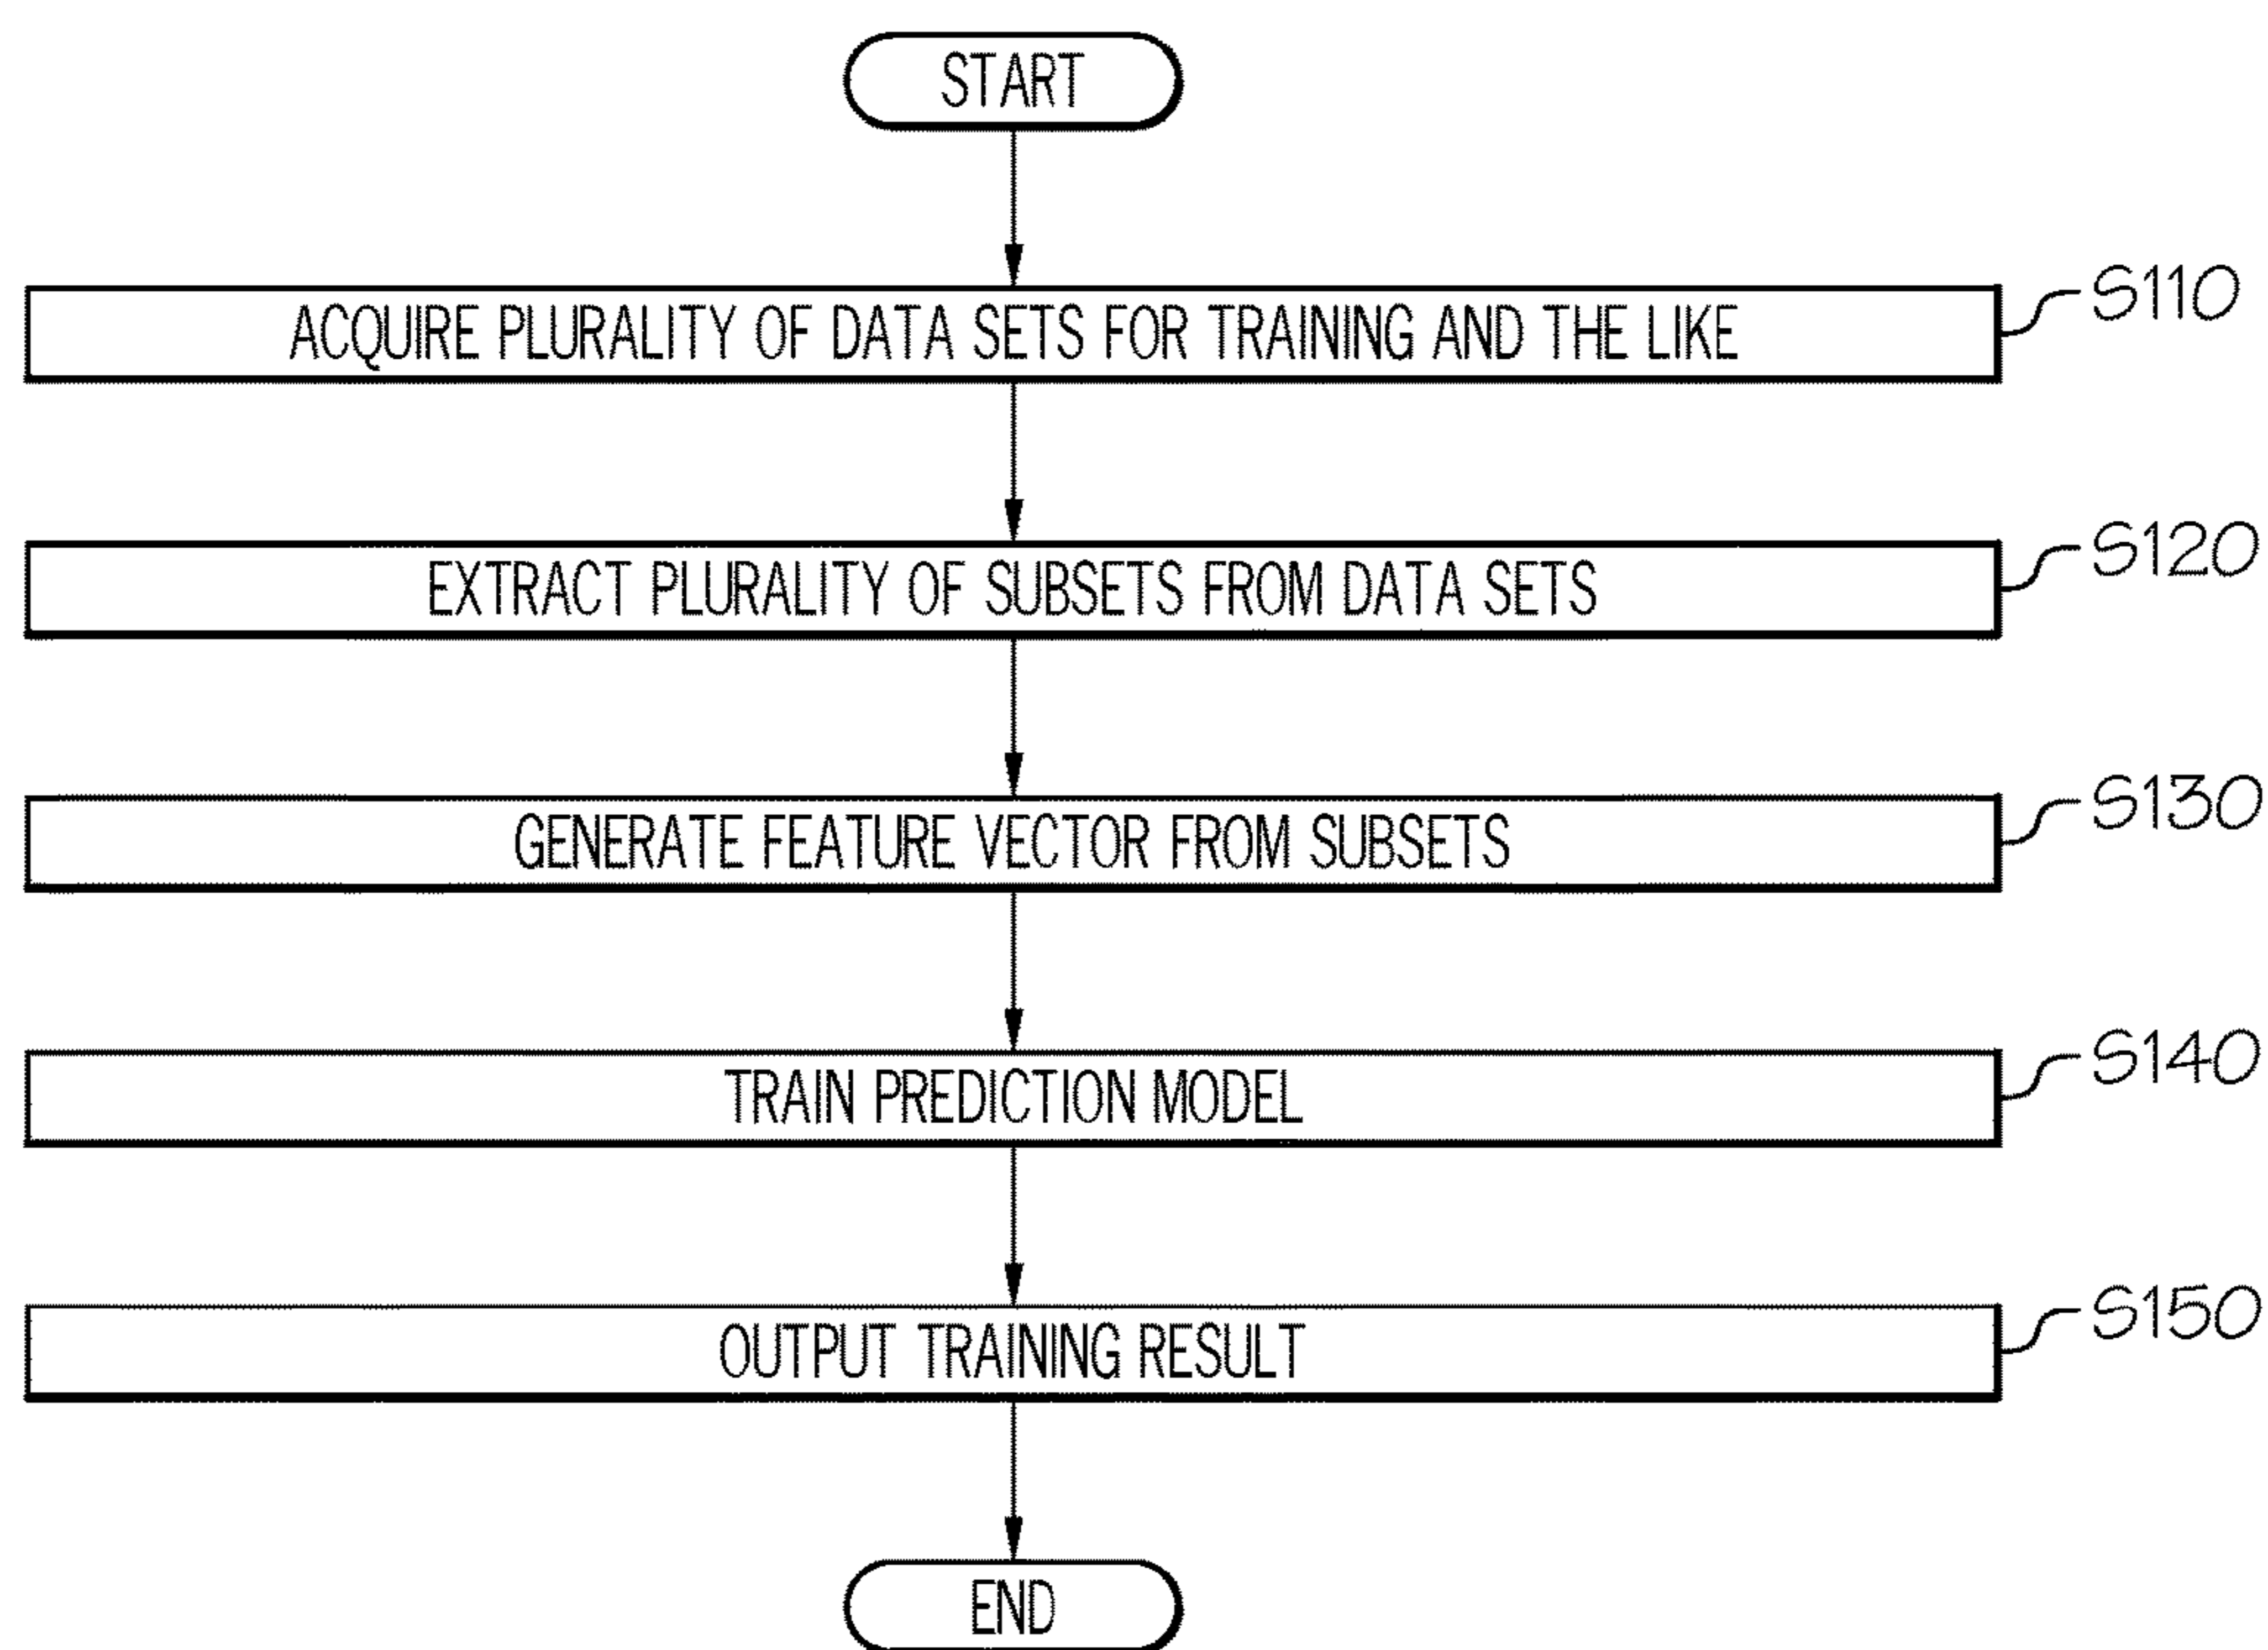 START
ACQUIRE PLURALITY OF DATA SETS FOR TRAINING AND THE LIKE
S110
EXTRACT PLURALITY OF SUBSETS FROM DATA SETS
S120
GENERATE FEATURE VECTOR FROM SUBSETS
S130
TRAIN PREDICTION MODEL
S140
OUTPUT TRAINING RESULT
S150
END